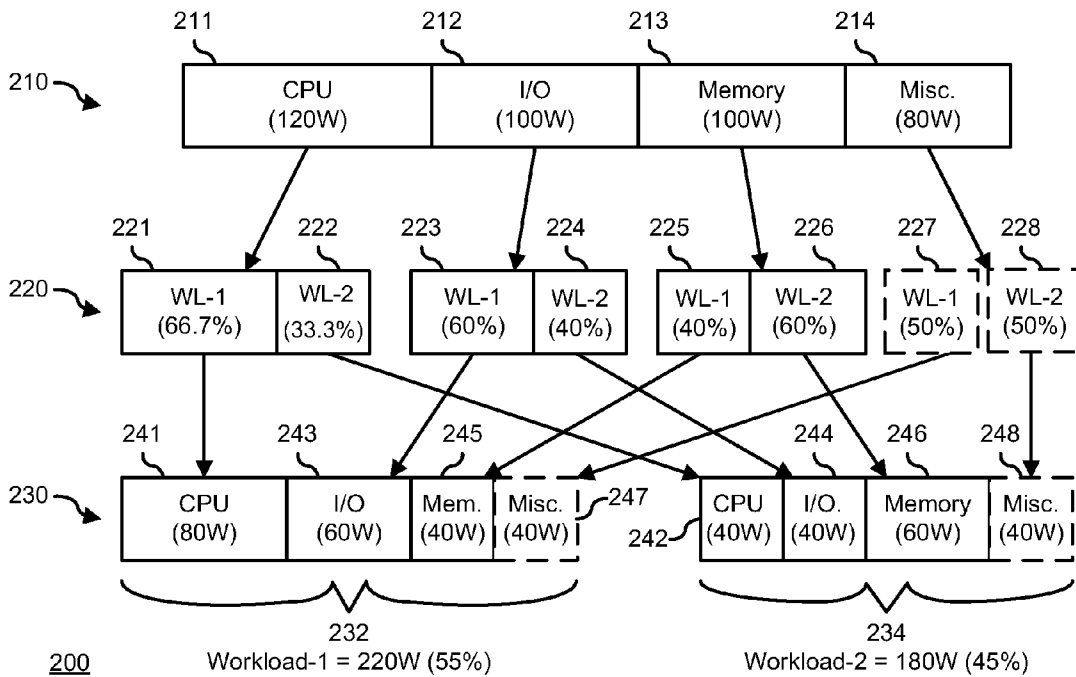 211 212 213 214
210
CPU I/O Memory Misc.
(120W) (100W) (100W) (80W)
221 222 223 224 225 226 227 228
220
WL-1 WL-2 WL-1 WL-2 WL-1 WL-2 WL-1 WL-2
(66.7%) (33.3%) (60%) (40%) (40%) (60%) (50%) (50%)
241 243 245 244 246 248
230
CPU I/O Mem. Misc. 247 CPU I/O. Memory Misc.
(80W) (60W) (40W) (40W) 242 (40W) (40W) (60W) (40W)
232 234
200 Workload-1 = 220W (55%) Workload-2 = 180W (45%)